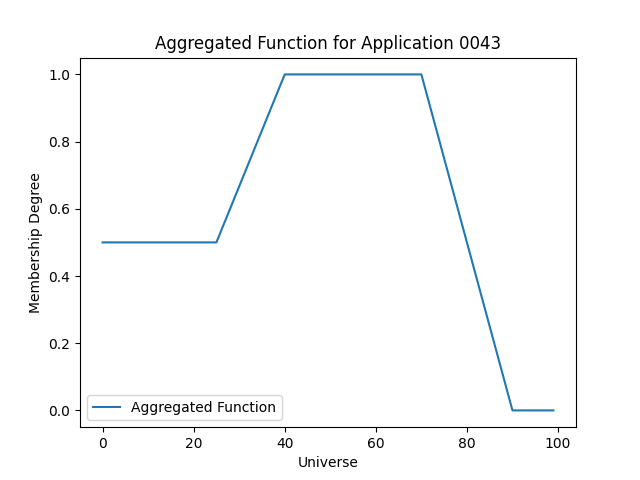 Aggregated Function for Application 0043
Membership Degree
1.0
0.8
0.6
0.4
0.2
0.0
Aggregated Function
0 20 40 60 80 100
Universe